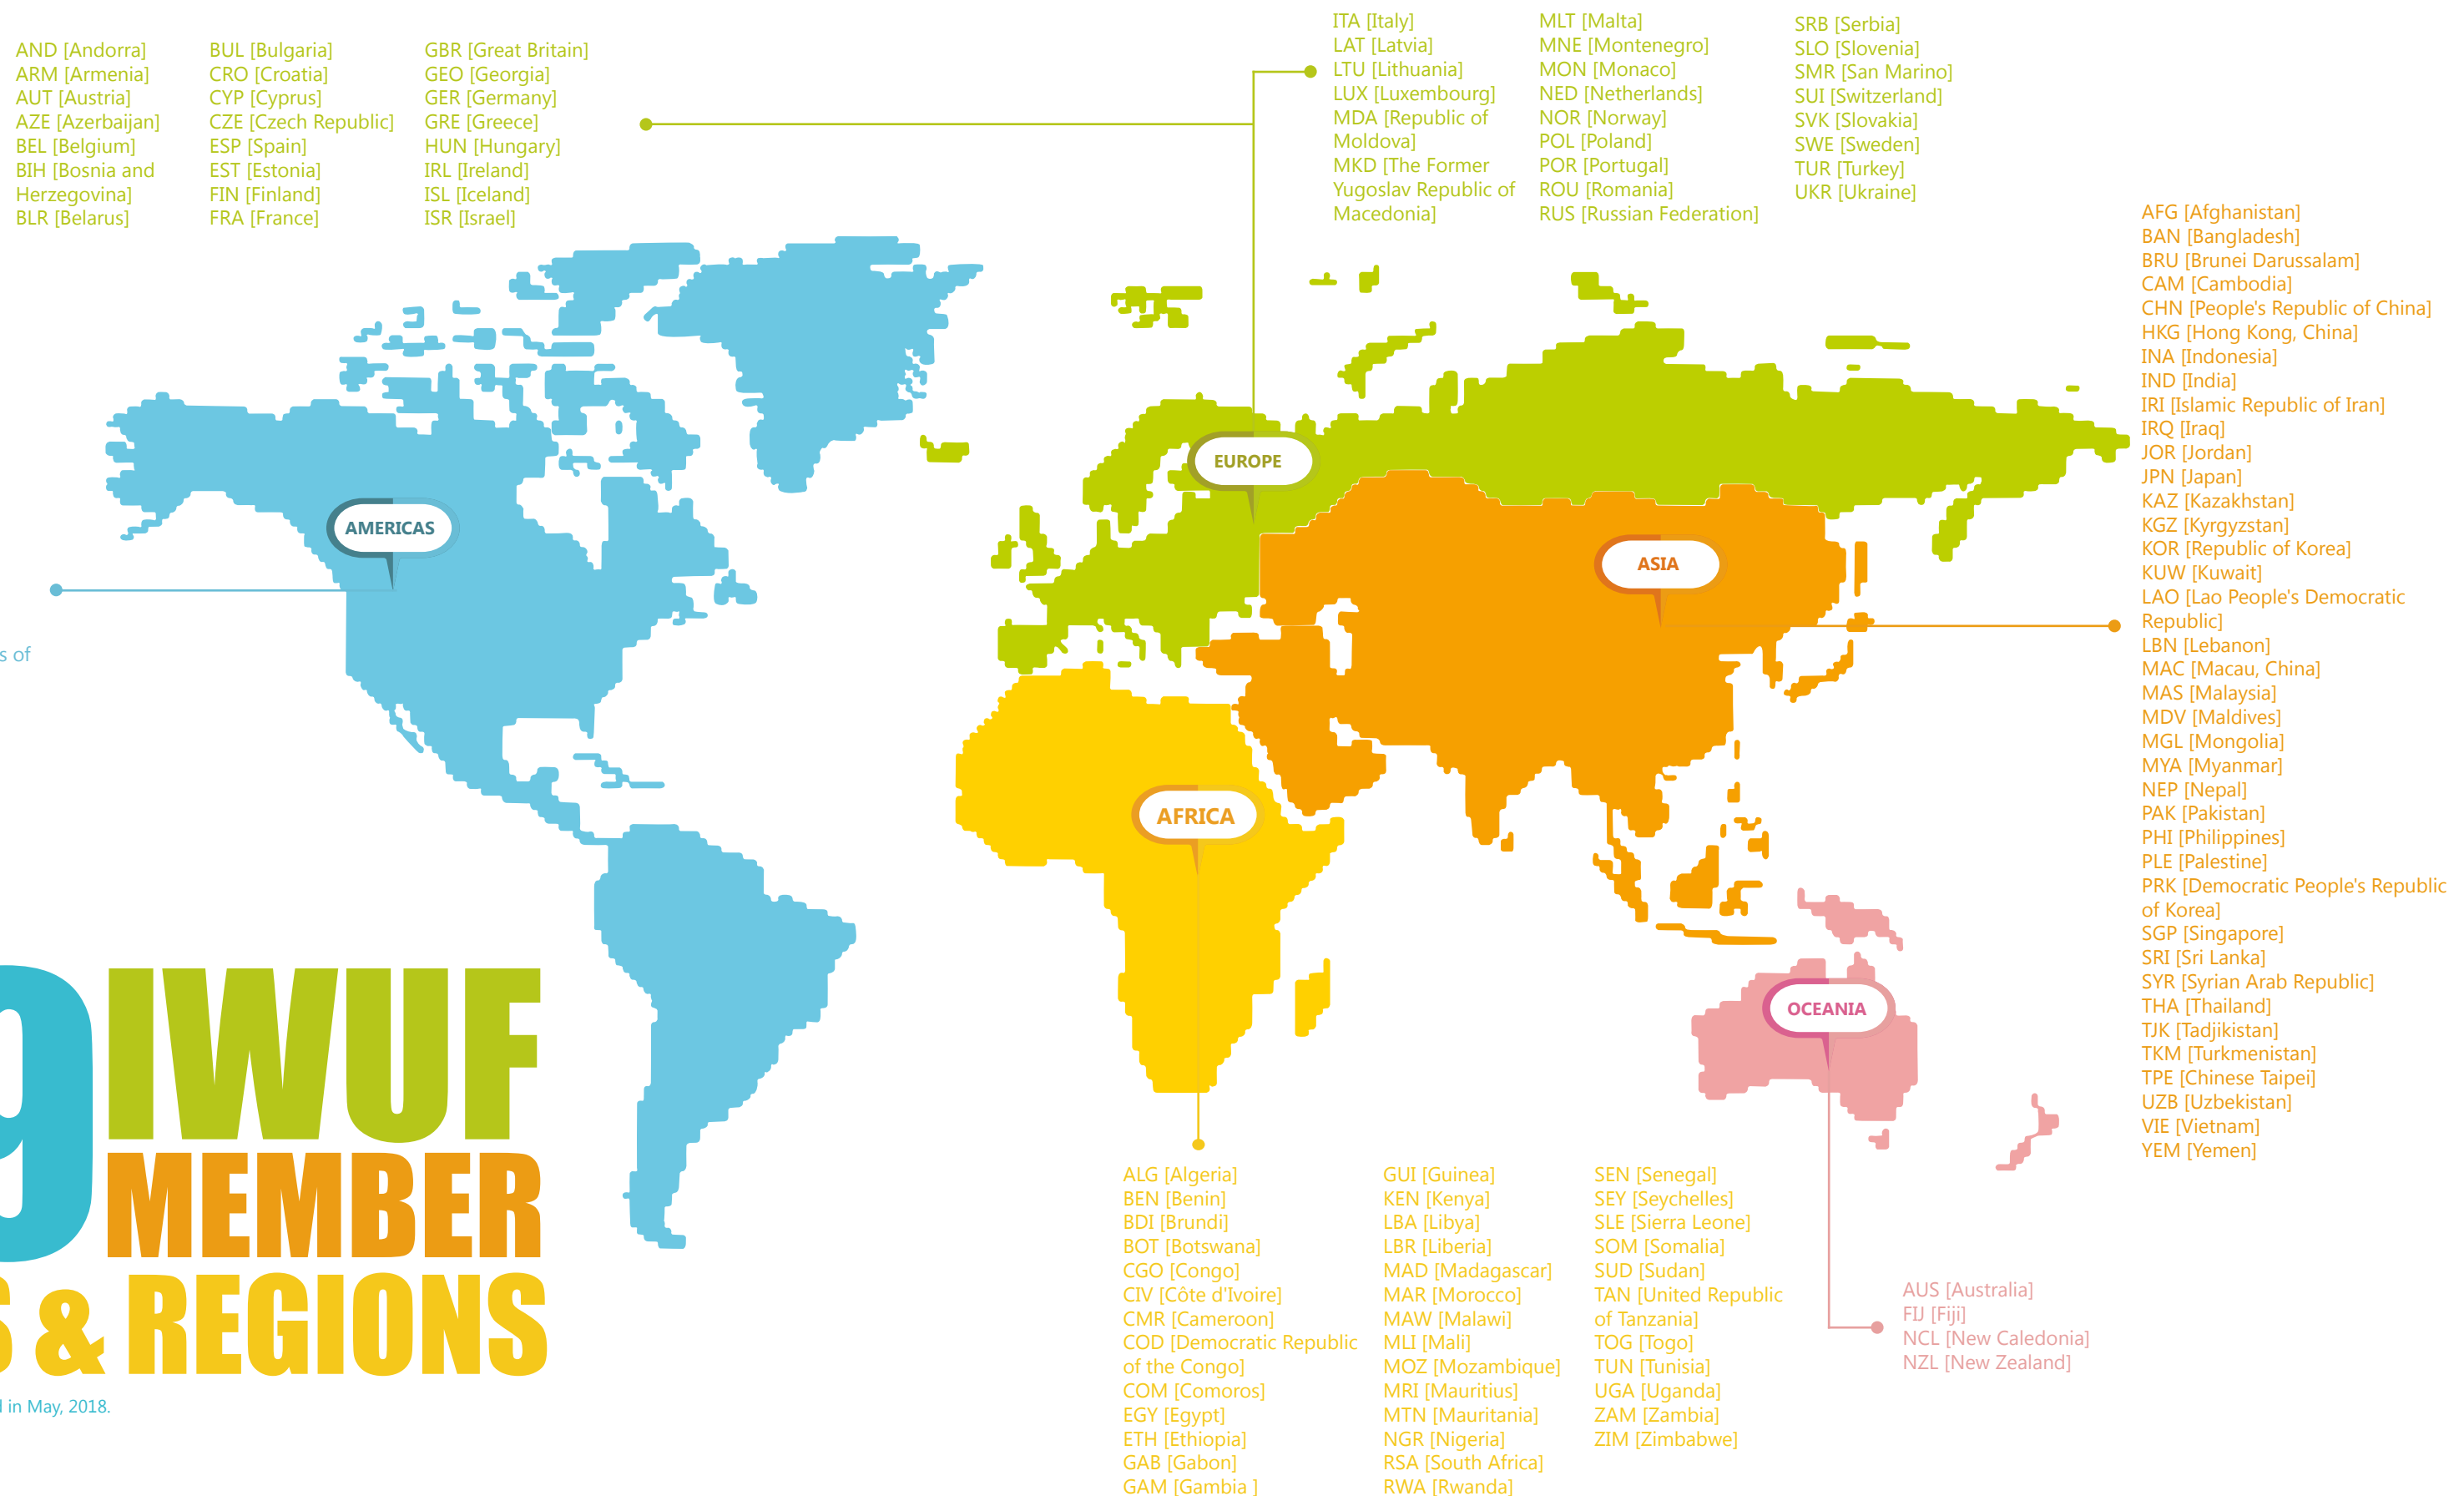 AND [Andorra]
ARM [Armenia]
AUT [Austria]
AZE [Azerbaijan]
BEL [Belgium]
BIH [Bosnia and
Herzegovina]
BLR [Belarus]
BUL [Bulgaria]
CRO [Croatia]
CYP [Cyprus]
CZE [Czech Republic]
ESP [Spain]
EST [Estonia]
FIN [Finland]
FRA [France]
GBR [Great Britain]
GEO [Georgia]
GER [Germany]
GRE [Greece]
HUN [Hungary]
IRL [Ireland]
ISL [Iceland]
ISR [Israel]
ITA [Italy]
LAT [Latvia]
LTU [Lithuania]
LUX [Luxembourg]
MDA [Republic of
Moldova]
MKD [The Former
Yugoslav Republic of
Macedonia]
MLT [Malta]
MNE [Montenegro]
MON [Monaco]
NED [Netherlands]
NOR [Norway]
POL [Poland]
POR [Portugal]
ROU [Romania]
RUS [Russian Federation]
SRB [Serbia]
SLO [Slovenia]
SMR [San Marino]
SUI [Switzerland]
SVK [Slovakia]
SWE [Sweden]
TUR [Turkey]
UKR [Ukraine]
AFG [Afghanistan]
BAN [Bangladesh]
BRU [Brunei Darussalam]
CAM [Cambodia]
CHN [People's Republic of China]
HKG [Hong Kong, China]
INA [Indonesia]
IND [India]
IRI [Islamic Republic of Iran]
IRQ [Iraq]
JOR [Jordan]
JPN [Japan]
KAZ [Kazakhstan]
KGZ [Kyrgyzstan]
KOR [Republic of Korea]
KUW [Kuwait]
LAO [Lao People's Democratic
Republic]
LBN [Lebanon]
MAC [Macau, China]
MAS [Malaysia]
MDV [Maldives]
MGL [Mongolia]
MYA [Myanmar]
NEP [Nepal]
PAK [Pakistan]
PHI [Philippines]
PLE [Palestine]
PRK [Democratic People's Republic
of Korea]
SGP [Singapore]
SRI [Sri Lanka]
SYR [Syrian Arab Republic]
THA [Thailand]
TJK [Tadjikistan]
TKM [Turkmenistan]
TPE [Chinese Taipei]
UZB [Uzbekistan]
VIE [Vietnam]
YEM [Yemen]
EUROPE
AMERICAS
ASIA
AFRICA
OCEANIA
s of
9 IWUF
MEMBER
S & REGIONS
in May, 2018.
ALG [Algeria]
BEN [Benin]
BDI [Brundi]
BOT [Botswana]
CGO [Congo]
CIV [Côte d'Ivoire]
CMR [Cameroon]
COD [Democratic Republic
of the Congo]
COM [Comoros]
EGY [Egypt]
ETH [Ethiopia]
GAB [Gabon]
GAM [Gambia ]
GUI [Guinea]
KEN [Kenya]
LBA [Libya]
LBR [Liberia]
MAD [Madagascar]
MAR [Morocco]
MAW [Malawi]
MLI [Mali]
MOZ [Mozambique]
MRI [Mauritius]
MTN [Mauritania]
NGR [Nigeria]
RSA [South Africa]
RWA [Rwanda]
SEN [Senegal]
SEY [Seychelles]
SLE [Sierra Leone]
SOM [Somalia]
SUD [Sudan]
TAN [United Republic
of Tanzania]
TOG [Togo]
TUN [Tunisia]
UGA [Uganda]
ZAM [Zambia]
ZIM [Zimbabwe]
AUS [Australia]
FIJ [Fiji]
NCL [New Caledonia]
NZL [New Zealand]